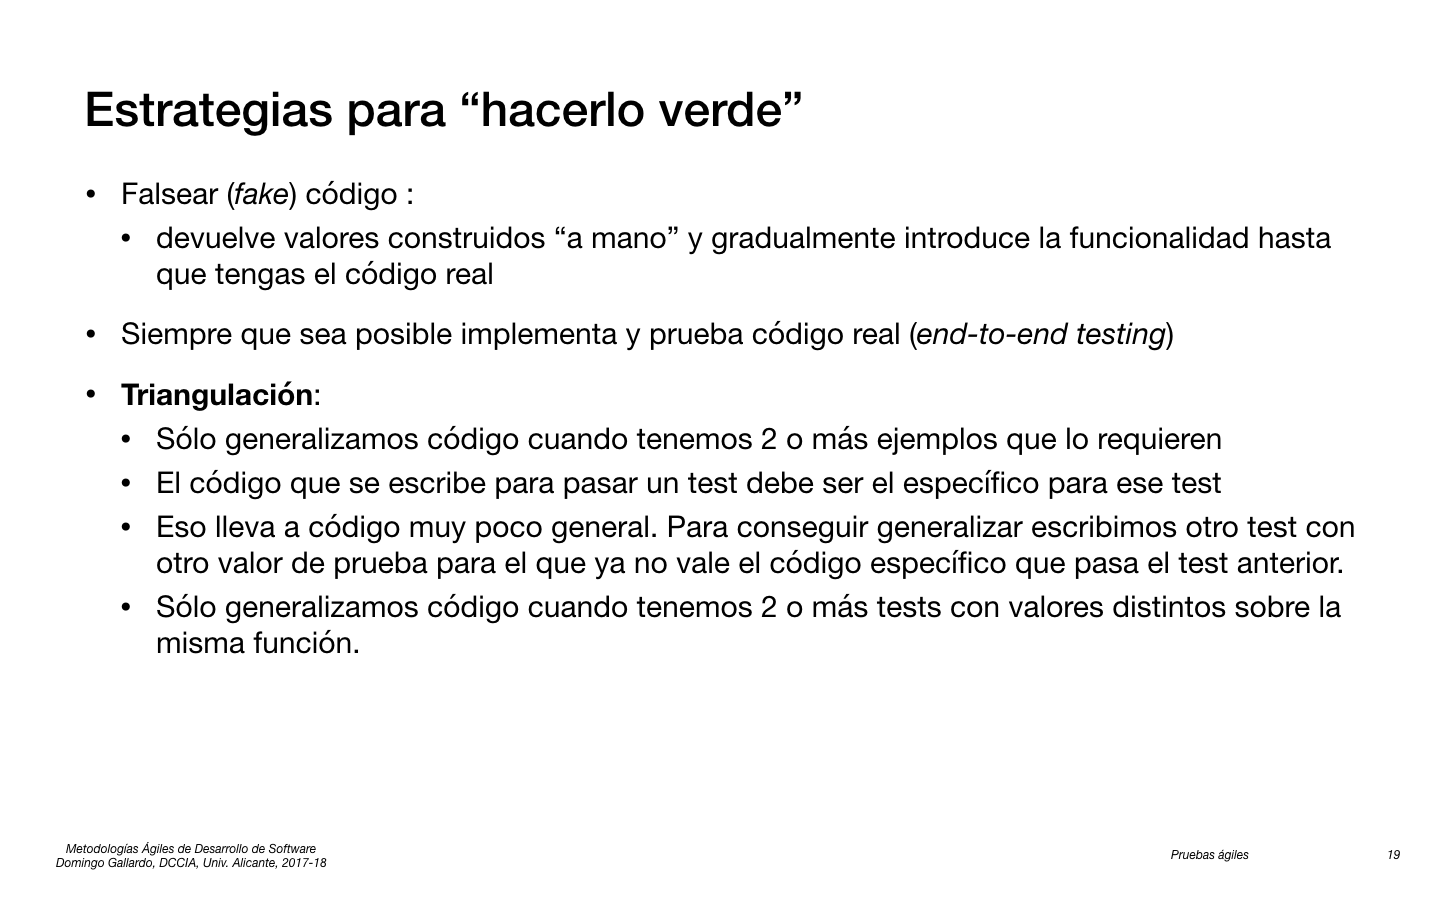 Estrategias para “hacerlo verde”
• Falsear (fake) código :
• devuelve valores construidos “a mano” y gradualmente introduce la funcionalidad hasta
que tengas el código real
• Siempre que sea posible implementa y prueba código real (end-to-end testing)
• Triangulación:
• Sólo generalizamos código cuando tenemos 2 o más ejemplos que lo requieren
• El código que se escribe para pasar un test debe ser el específico para ese test
• Eso lleva a código muy poco general. Para conseguir generalizar escribimos otro test con
otro valor de prueba para el que ya no vale el código específico que pasa el test anterior.
• Sólo generalizamos código cuando tenemos 2 o más tests con valores distintos sobre la
misma función.
Metodologías Ágiles de Desarrollo de Software
Domingo Gallardo, DCCIA, Univ. Alicante, 2017-18
Pruebas ágiles
19